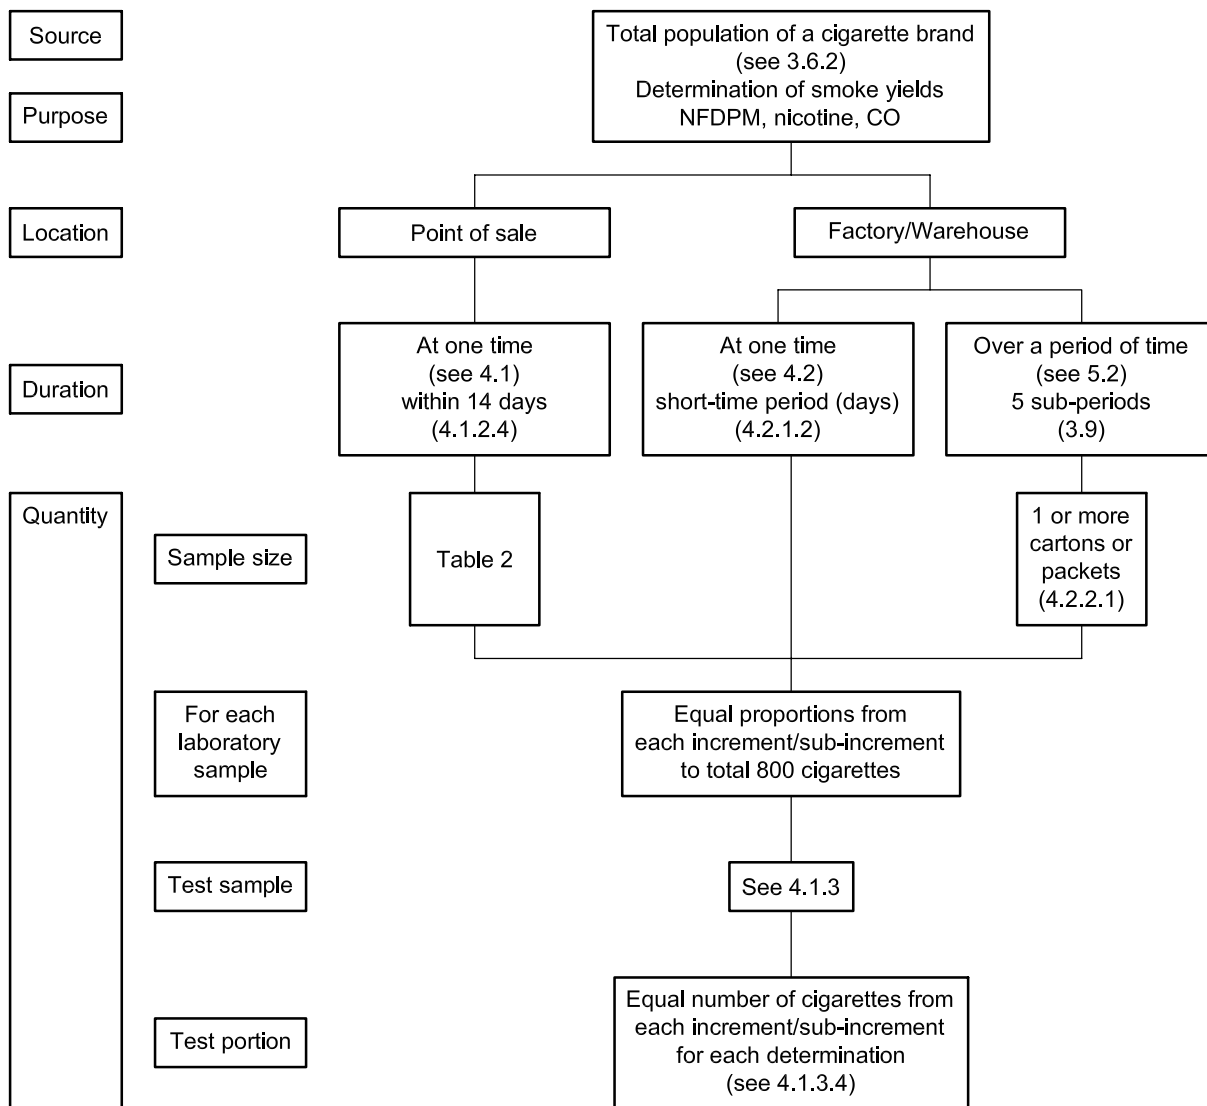 Source
Total population of a cigarette brand
(see 3.6.2)
Determination of smoke yields
NFDPM, nicotine, CO
Purpose
Location
Point of sale
Factory/Warehouse
Duration
At one time
(see 4.1)
within 14 days
(4.1.2.4)
At one time
(see 4.2)
short-time period (days)
(4.2.1.2)
Over a period of time
(see 5.2)
5 sub-periods
(3.9)
Quantity
Sample size
Table 2
1 or more
cartons or
packets
(4.2.2.1)
For each
laboratory
sample
Equal proportions from
each increment/sub-increment
to total 800 cigarettes
Test sample
See 4.1.3
Test portion
Equal number of cigarettes from
each increment/sub-increment
for each determination
(see 4.1.3.4)